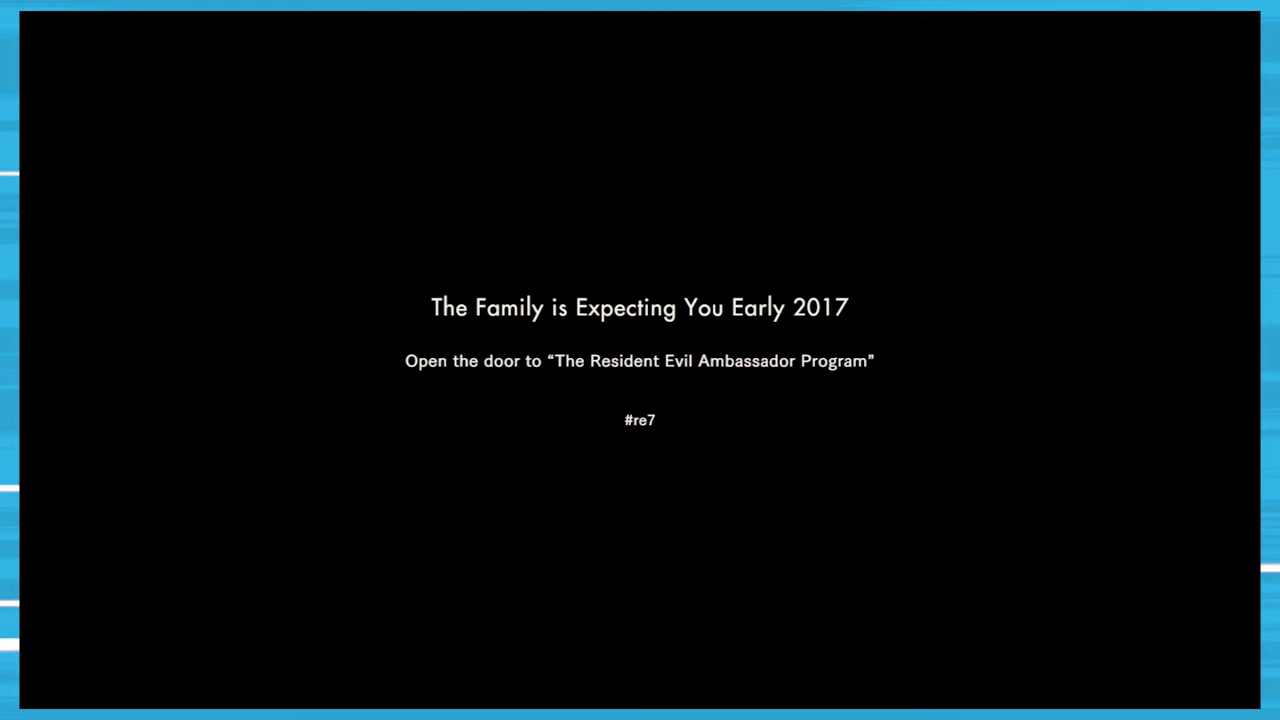 The Family is Expecting You Early 2017
Open the door to “The Resident Evil Ambassador Program”
#re7